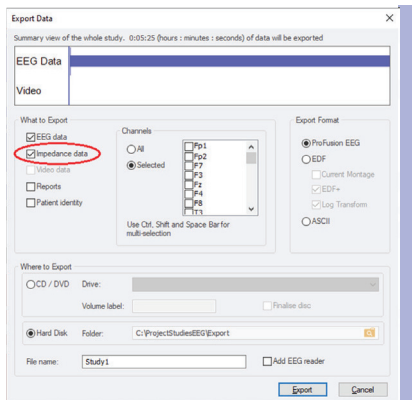 Export Data
Summary view of the whole study. 0:05:25 (hours : minutes : seconds) of data will be exported
EEG Data
Video
What to Export
EEG data
Impedance data
Video data
Reports
Patient identity
Channels
All
Selected
Fp1
Fp2
F7
F3
Fz
F4
F8
T3
Use Ctrl, Shift and Space Bar for
multi-selection
Export Format
ProFusion EEG
EDF
Current Montage
EDF+
Log Transform
ASCII
Where to Export
CD / DVD
Drive:
Volume label:
Finalise disc
Hard Disk
Folder:
C:\ProjectStudiesEEG\Export
File name:
Study1
Add EEG reader
Export
Cancel